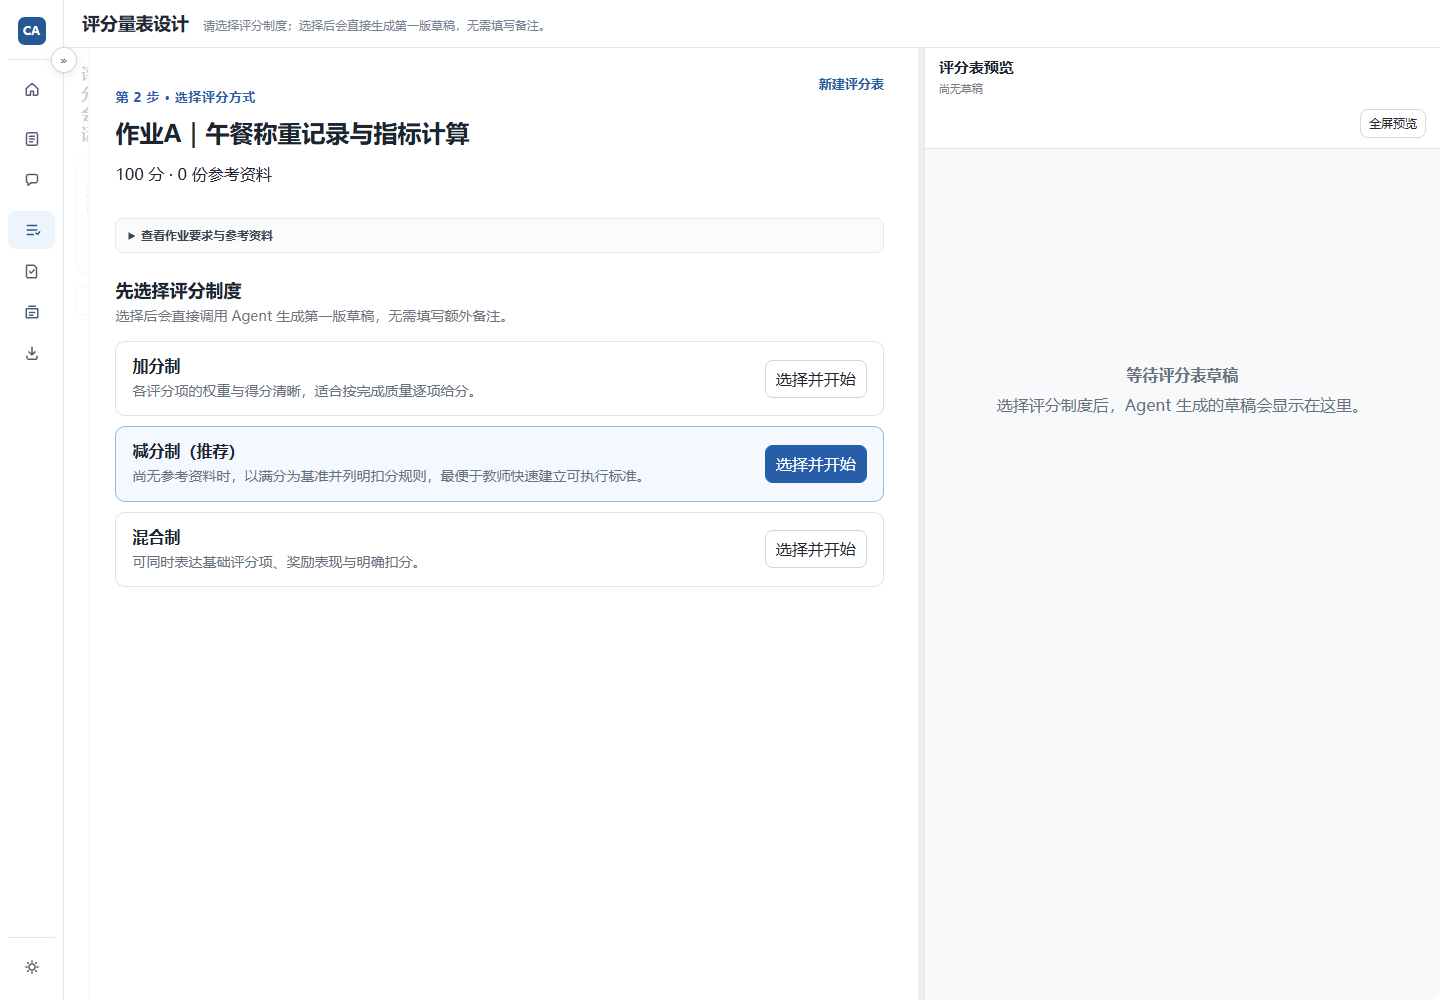 CA
评分量表设计
请选择评分制度；选择后会直接生成第一版草稿，无需填写备注。
»
新建评分表
第 2 步 • 选择评分方式
作业A｜午餐称重记录与指标计算
100 分 · 0 份参考资料
查看作业要求与参考资料
先选择评分制度
选择后会直接调用 Agent 生成第一版草稿，无需填写额外备注。
加分制
各评分项的权重与得分清晰，适合按完成质量逐项给分。
选择并开始
减分制（推荐）
尚无参考资料时，以满分为基准并列明扣分规则，最便于教师快速建立可执行标准。
选择并开始
混合制
可同时表达基础评分项、奖励表现与明确扣分。
选择并开始
评分表预览
尚无草稿
全屏预览
等待评分表草稿
选择评分制度后，Agent 生成的草稿会显示在这里。